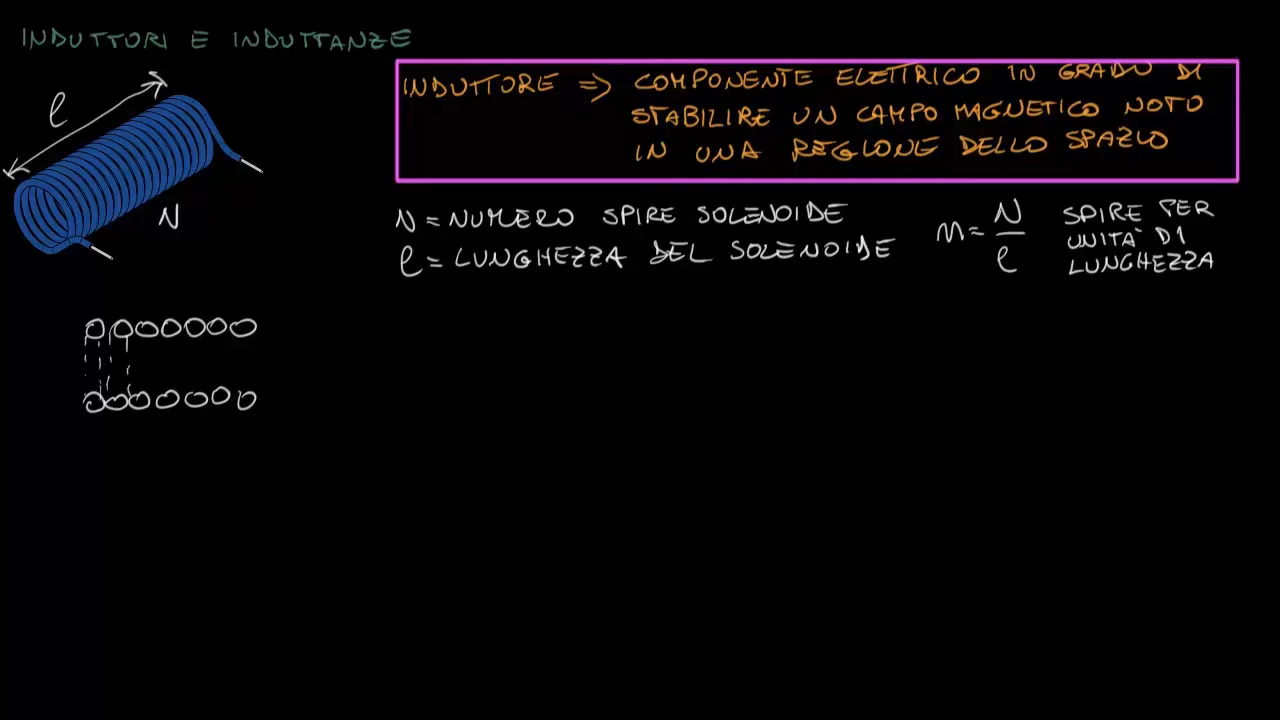 INDUTTORI E INDUTTANZE
l
N
INDUTTORE => COMPONENTE ELETTRICO IN GRADO DI
STABILIRE UN CAMPO MAGNETICO NOTO
IN UNA REGIONE DELLO SPAZIO
N = NUMERO SPIRE SOLENOIDE
l = LUNGHEZZA DEL SOLENOIDE
n = N/l SPIRE PER
UNITÀ DI
LUNGHEZZA